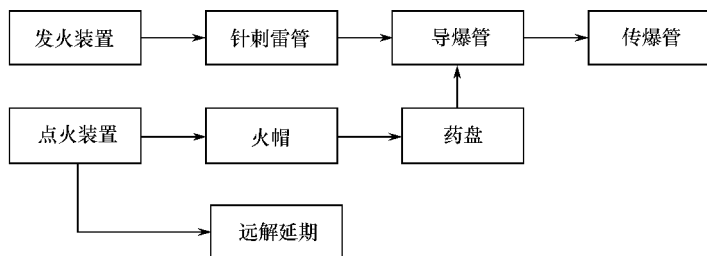 发火装置
针刺雷管
导爆管
传爆管
点火装置
火帽
药盘
远解延期